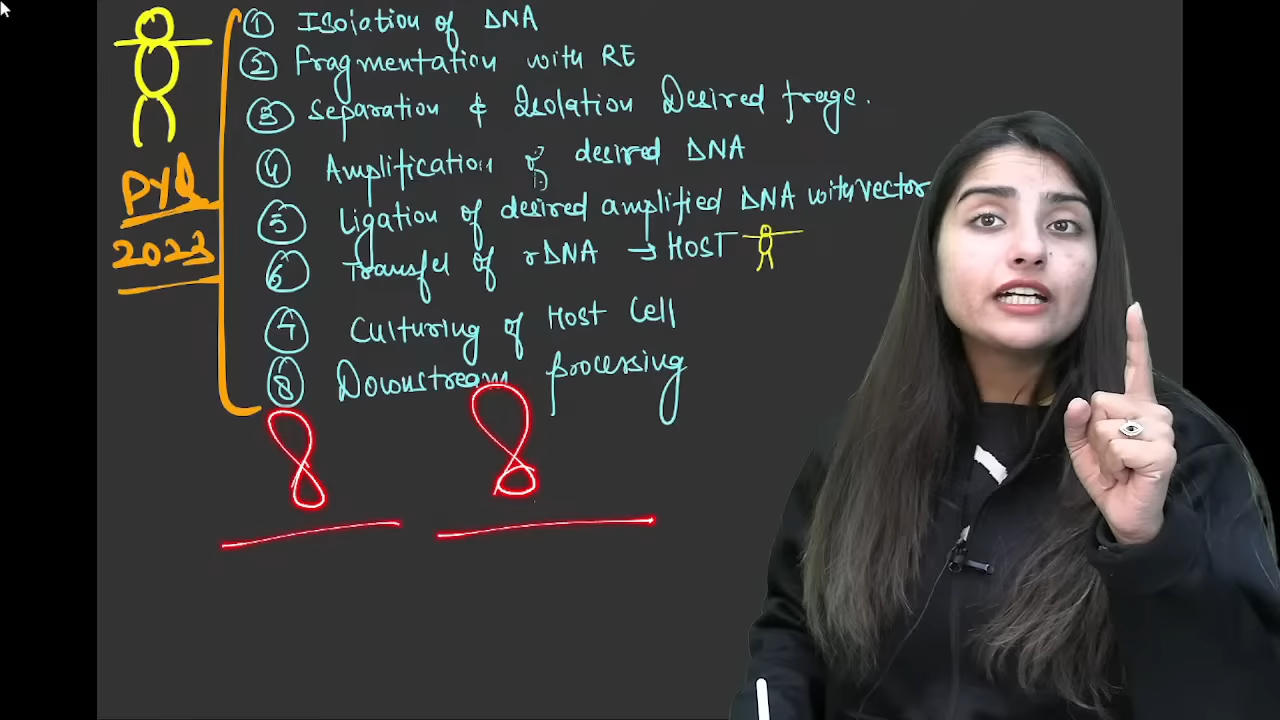 ① Isolation of DNA
② fragmentation with RE
③ Separation & Isolation Desired frage.
④ Amplification of desired DNA
⑤ Ligation of desired amplified DNA with vector
⑥ Transfer of rDNA → HOST
⑦ Culturing of Host Cell
⑧ Downstream processing
PYQ
2023
8 8